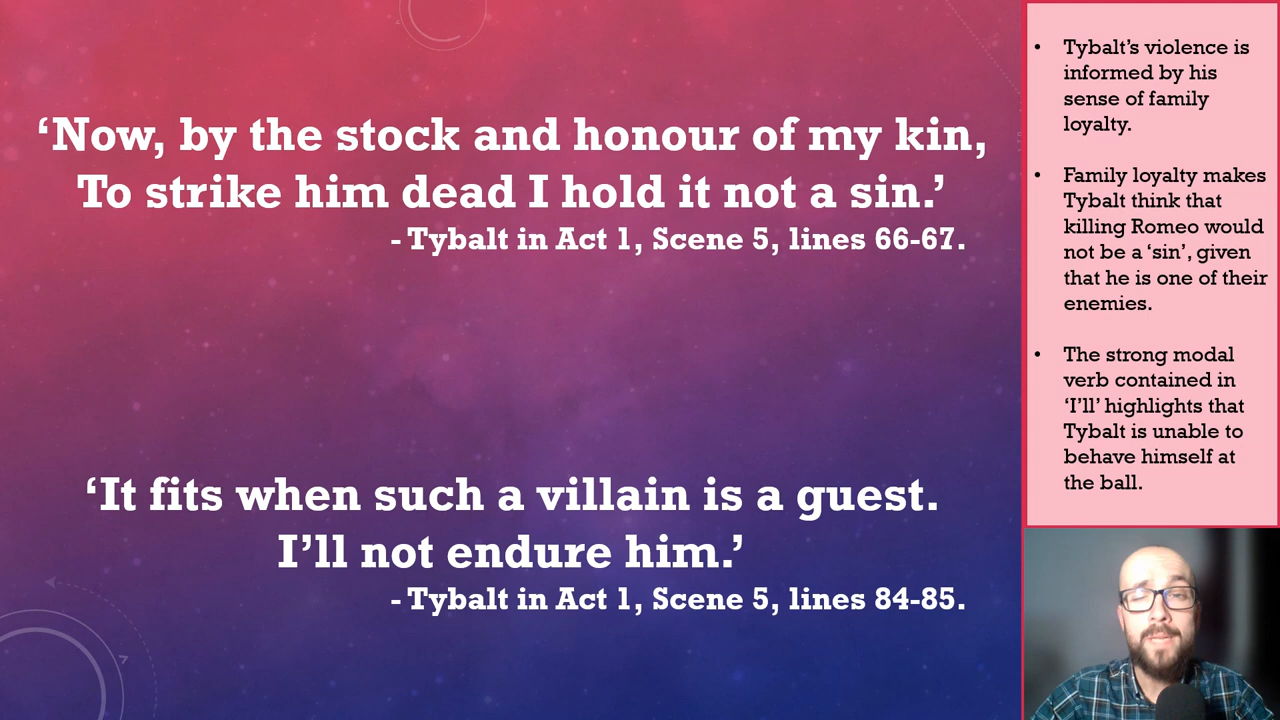 ‘Now, by the stock and honour of my kin,
To strike him dead I hold it not a sin.’
- Tybalt in Act 1, Scene 5, lines 66-67.
‘It fits when such a villain is a guest.
I’ll not endure him.’
- Tybalt in Act 1, Scene 5, lines 84-85.
• Tybalt’s violence is
informed by his
sense of family
loyalty.
• Family loyalty makes
Tybalt think that
killing Romeo would
not be a ‘sin’, given
that he is one of their
enemies.
• The strong modal
verb contained in
‘I’ll’ highlights that
Tybalt is unable to
behave himself at
the ball.